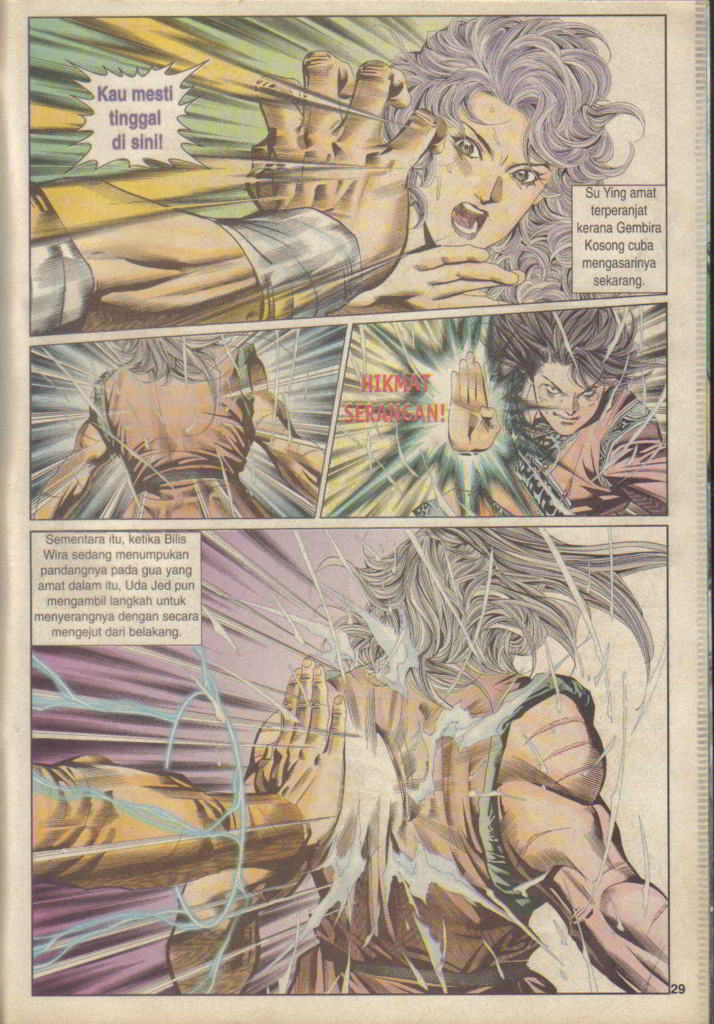 Kau mesti
tinggal
di sini!
Su Ying amat
terperanjat
kerana Gembira
Kosong cuba
mengasarinya
sekarang.
HIKMAT
SERANGAN!
Sementara itu, ketika Bilis
Wira sedang menumpukan
pandangnya pada gua yang
amat dalam itu, Uda Jed pun
mengambil langkah untuk
menyerangnya dengan secara
mengejut dari belakang.
29